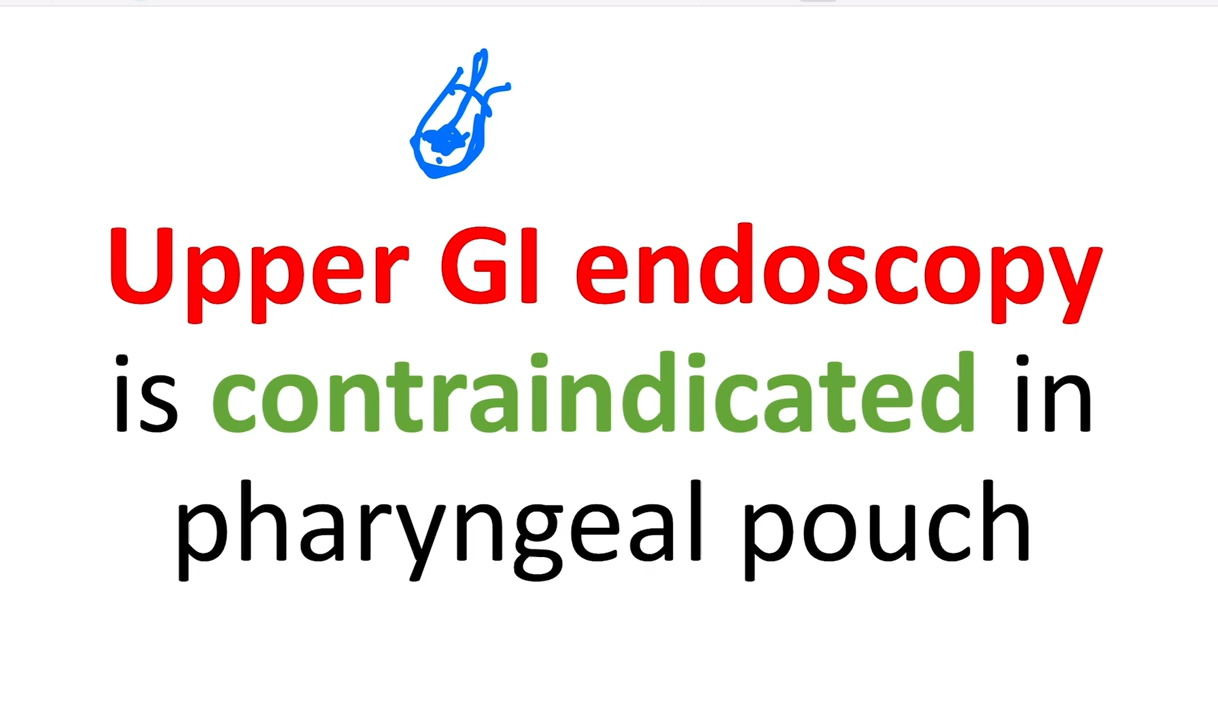 Upper GI endoscopy
is contraindicated in
pharyngeal pouch